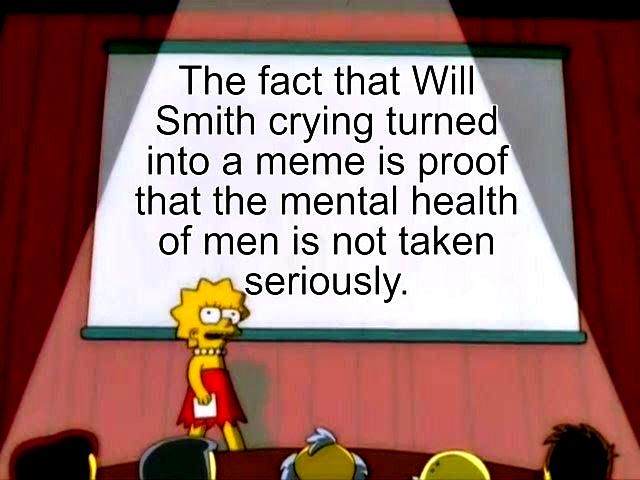 The fact that Will
Smith crying turned
into a meme is proof
that the mental health
of men is not taken
seriously.